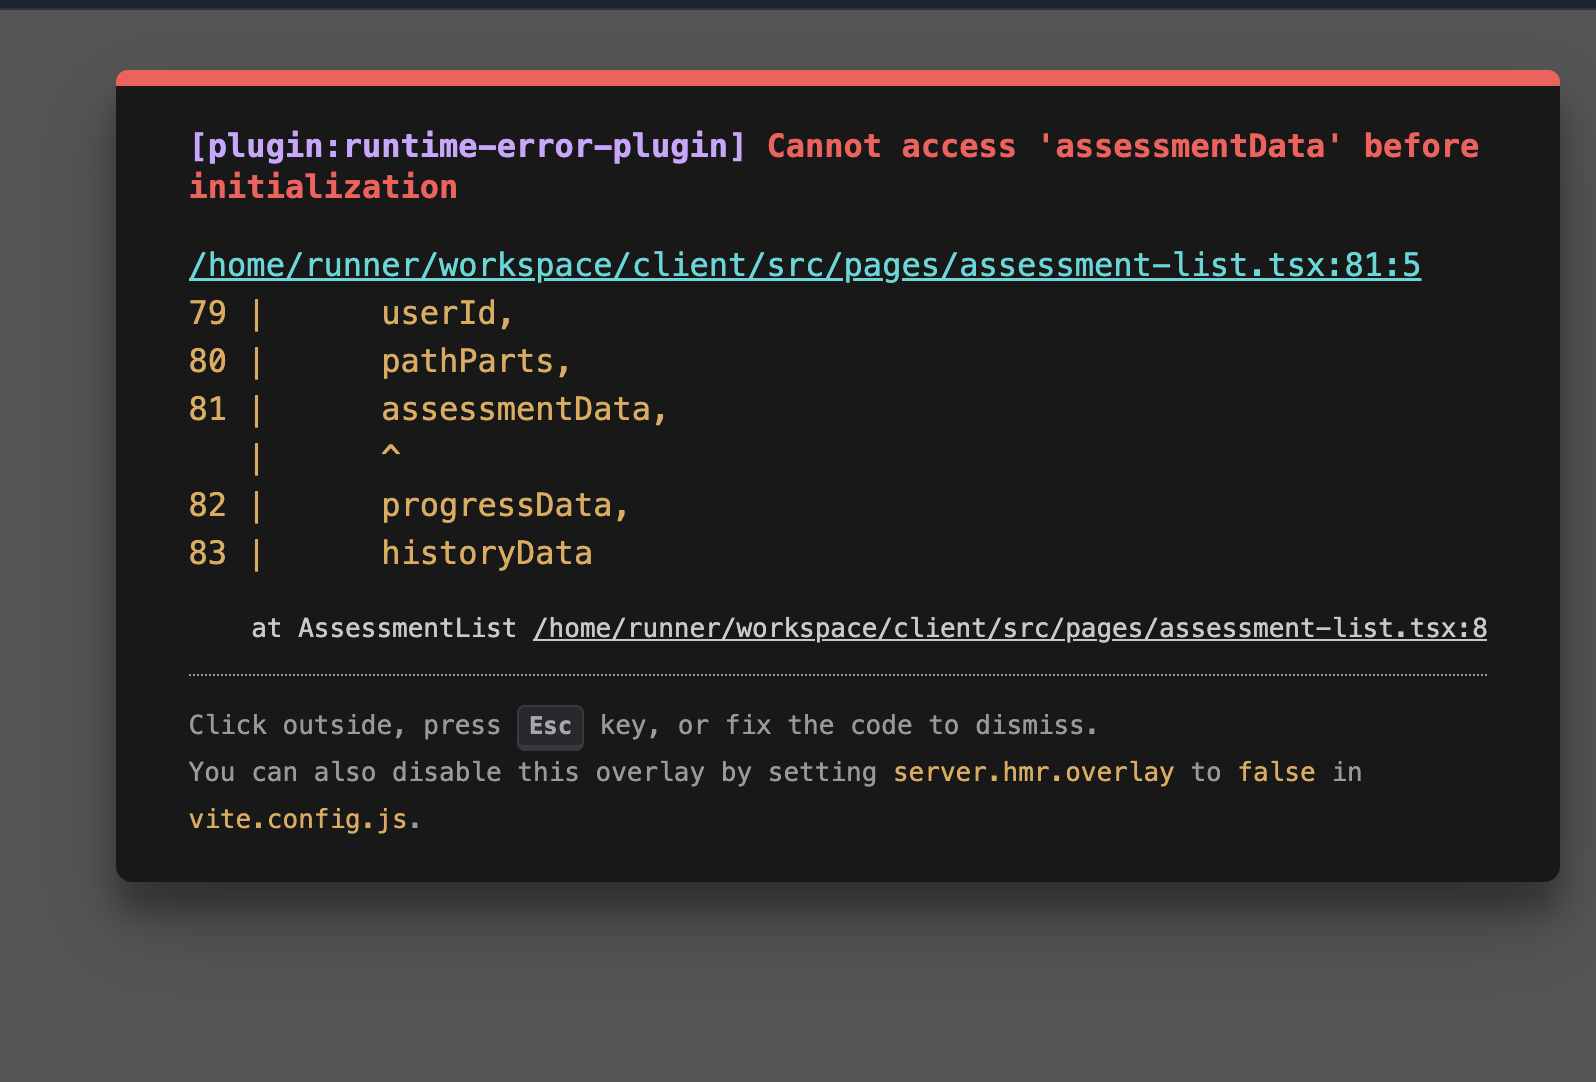 [plugin:runtime-error-plugin] Cannot access 'assessmentData' before
initialization
/home/runner/workspace/client/src/pages/assessment-list.tsx:81:5
79 |      userId,
80 |      pathParts,
81 |      assessmentData,
   |      ^
82 |      progressData,
83 |      historyData
at AssessmentList /home/runner/workspace/client/src/pages/assessment-list.tsx:8
Click outside, press Esc key, or fix the code to dismiss.
You can also disable this overlay by setting server.hmr.overlay to false in
vite.config.js.